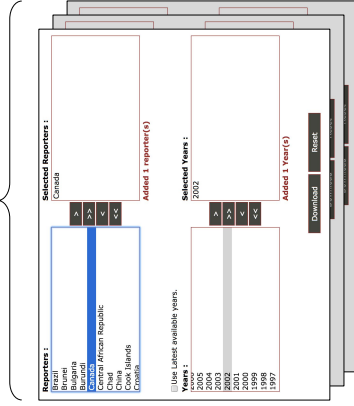 Reporters :
Brazil
Brunei
Bulgaria
Burundi
Canada
Central African Republic
Chad
China
Cook Islands
Croatia
>
>>
<
<<
Selected Reporters :
Canada
Added 1 reporter(s)
Use Latest available years.
Years :
2005
2004
2003
2002
2001
2000
1999
1998
1997
>
>>
<
<<
Selected Years :
2002
Added 1 Year(s)
Download
Reset